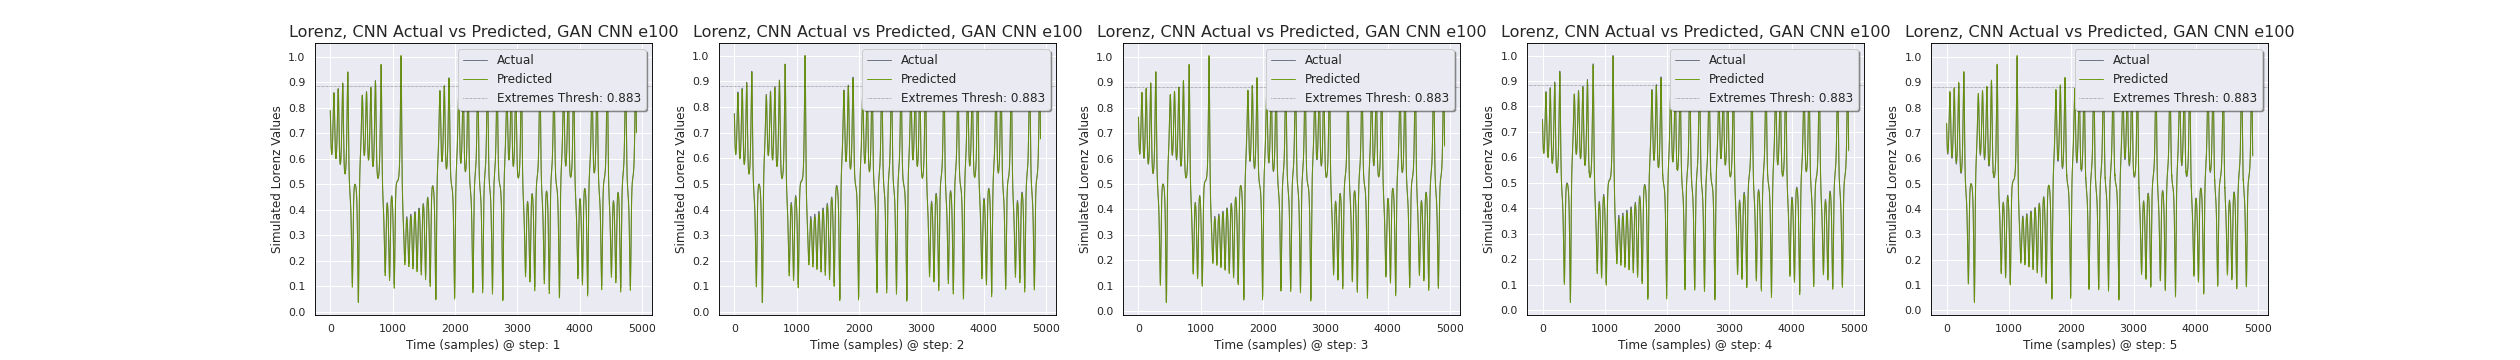 Lorenz, CNN Actual vs Predicted, GAN CNN e100
Actual
Predicted
Extremes Thresh: 0.883
Simulated Lorenz Values
1.0
0.9
0.8
0.7
0.6
0.5
0.4
0.3
0.2
0.1
0.0
0 1000 2000 3000 4000 5000
Time (samples) @ step: 1
Lorenz, CNN Actual vs Predicted, GAN CNN e100
Actual
Predicted
Extremes Thresh: 0.883
Simulated Lorenz Values
1.0
0.9
0.8
0.7
0.6
0.5
0.4
0.3
0.2
0.1
0.0
0 1000 2000 3000 4000 5000
Time (samples) @ step: 2
Lorenz, CNN Actual vs Predicted, GAN CNN e100
Actual
Predicted
Extremes Thresh: 0.883
Simulated Lorenz Values
1.0
0.9
0.8
0.7
0.6
0.5
0.4
0.3
0.2
0.1
0.0
0 1000 2000 3000 4000 5000
Time (samples) @ step: 3
Lorenz, CNN Actual vs Predicted, GAN CNN e100
Actual
Predicted
Extremes Thresh: 0.883
Simulated Lorenz Values
1.0
0.9
0.8
0.7
0.6
0.5
0.4
0.3
0.2
0.1
0.0
0 1000 2000 3000 4000 5000
Time (samples) @ step: 4
Lorenz, CNN Actual vs Predicted, GAN CNN e100
Actual
Predicted
Extremes Thresh: 0.883
Simulated Lorenz Values
1.0
0.9
0.8
0.7
0.6
0.5
0.4
0.3
0.2
0.1
0.0
0 1000 2000 3000 4000 5000
Time (samples) @ step: 5